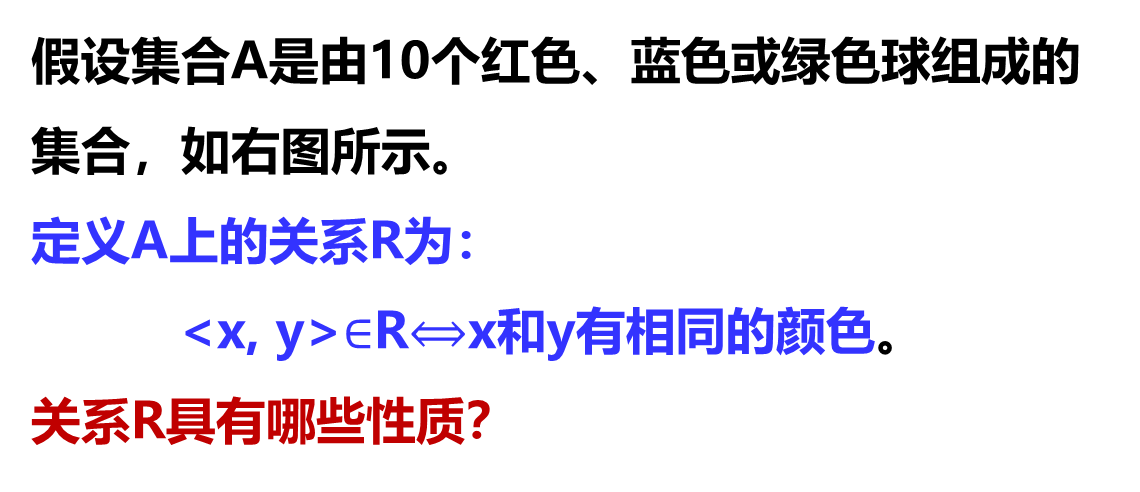 假设集合A是由10个红色、蓝色或绿色球组成的
集合，如右图所示。
定义A上的关系R为：
<x, y>∈R⇔x和y有相同的颜色。
关系R具有哪些性质？